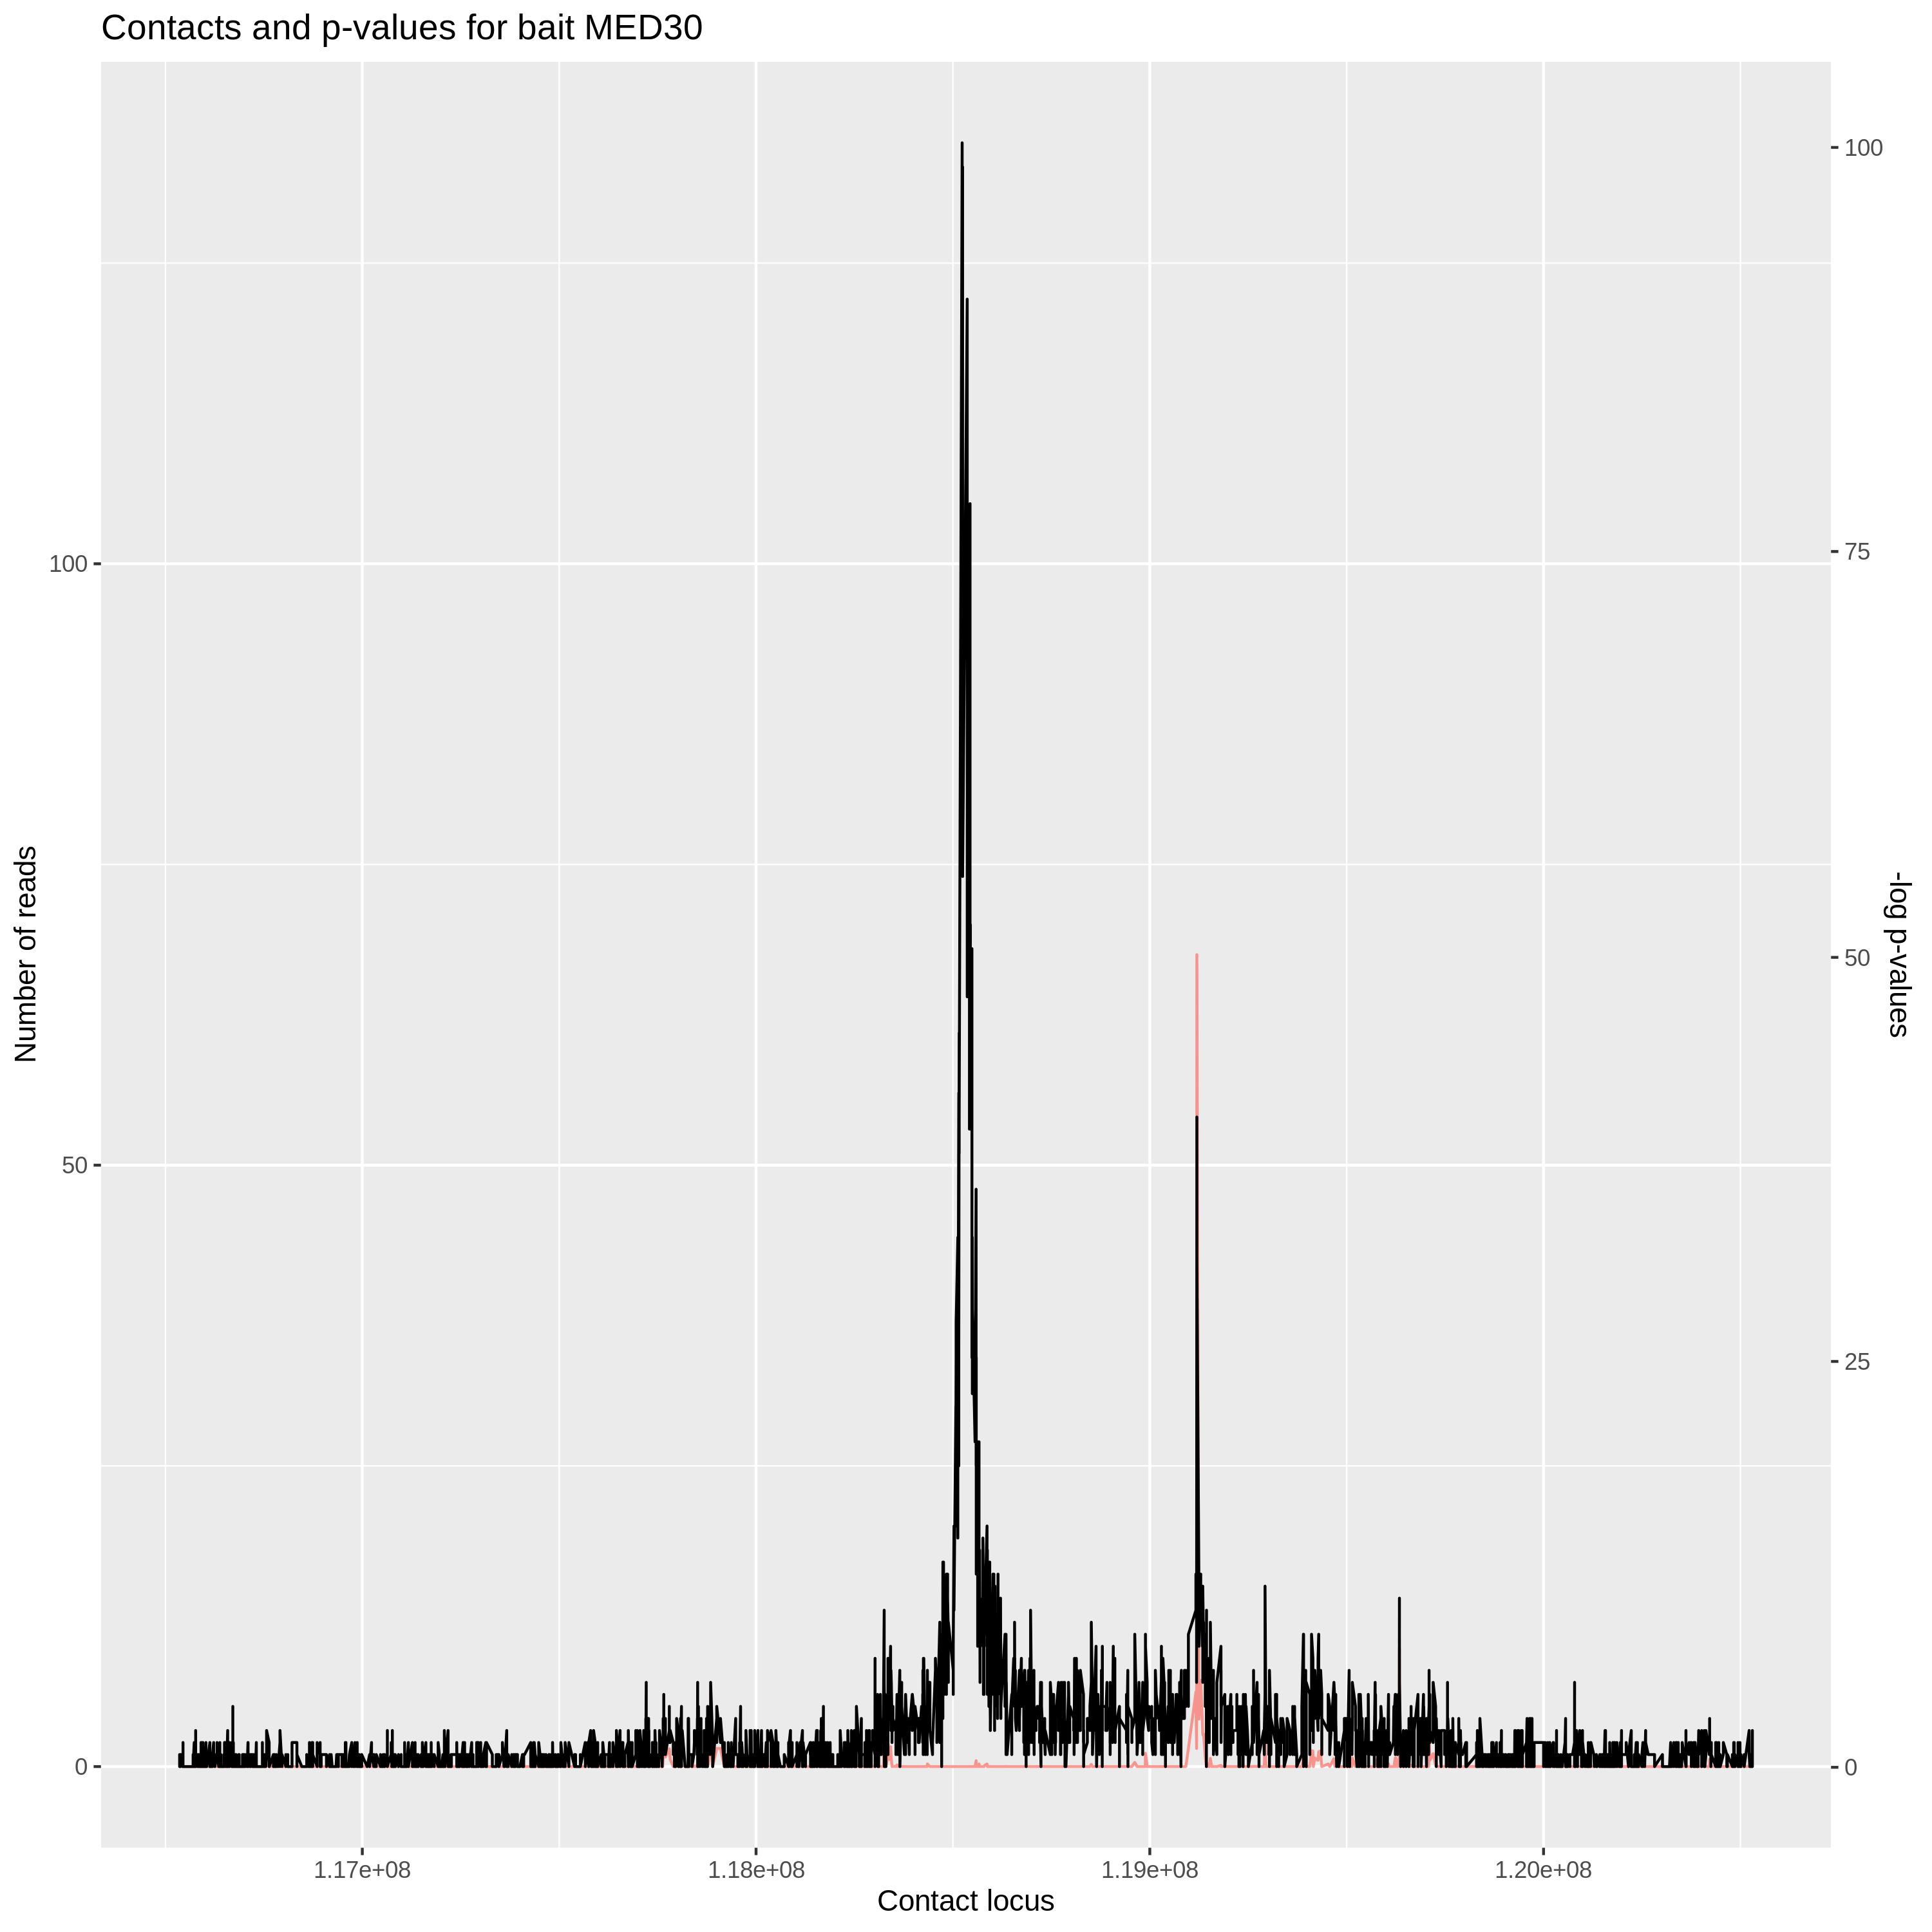 Contacts and p-values for bait MED30
Number of reads
100
50
0
100
75
50
25
0
-log p-values
1.17e+08
1.18e+08
1.19e+08
1.20e+08
Contact locus